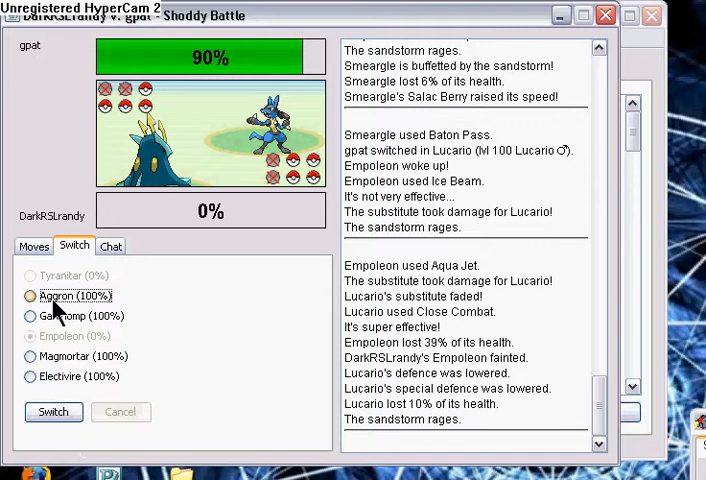 Unregistered HyperCam 2
DarkRSLrandy v. gpat - Shoddy Battle
gpat
90%
DarkRSLrandy
0%
Moves
Switch
Chat
Tyranitar (0%)
Aggron (100%)
Empoleon (0%)
Magmortar (100%)
Electivire (100%)
Switch
Cancel
The sandstorm rages.
Smeargle is buffetted by the sandstorm!
Smeargle lost 6% of its health.
Smeargle's Salac Berry raised its speed!
Smeargle used Baton Pass.
gpat switched in Lucario (lvl 100 Lucario ♂).
Empoleon woke up!
Empoleon used Ice Beam.
It's not very effective...
The substitute took damage for Lucario!
The sandstorm rages.
Empoleon used Aqua Jet.
The substitute took damage for Lucario!
Lucario's substitute faded!
Lucario used Close Combat.
It's super effective!
Empoleon lost 39% of its health.
DarkRSLrandy's Empoleon fainted.
Lucario's defence was lowered.
Lucario's special defence was lowered.
Lucario lost 10% of its health.
The sandstorm rages.